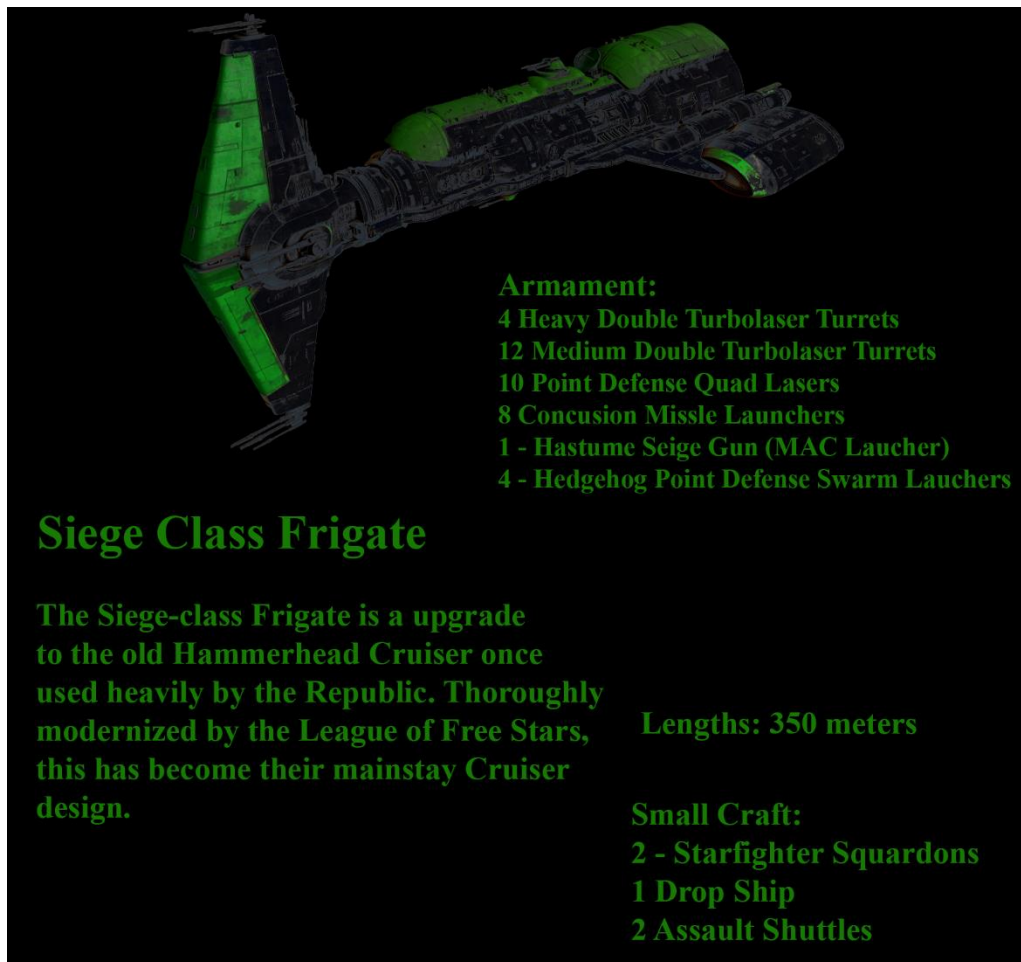 Armament:
4 Heavy Double Turbolaser Turrets
12 Medium Double Turbolaser Turrets
10 Point Defense Quad Lasers
8 Concusion Missle Launchers
1 - Hastume Seige Gun (MAC Laucher)
4 - Hedgehog Point Defense Swarm Lauchers
Siege Class Frigate
The Siege-class Frigate is a upgrade
to the old Hammerhead Cruiser once
used heavily by the Republic. Thoroughly
modernized by the League of Free Stars,
this has become their mainstay Cruiser
design.
Lengths: 350 meters
Small Craft:
2 - Starfighter Squardons
1 Drop Ship
2 Assault Shuttles